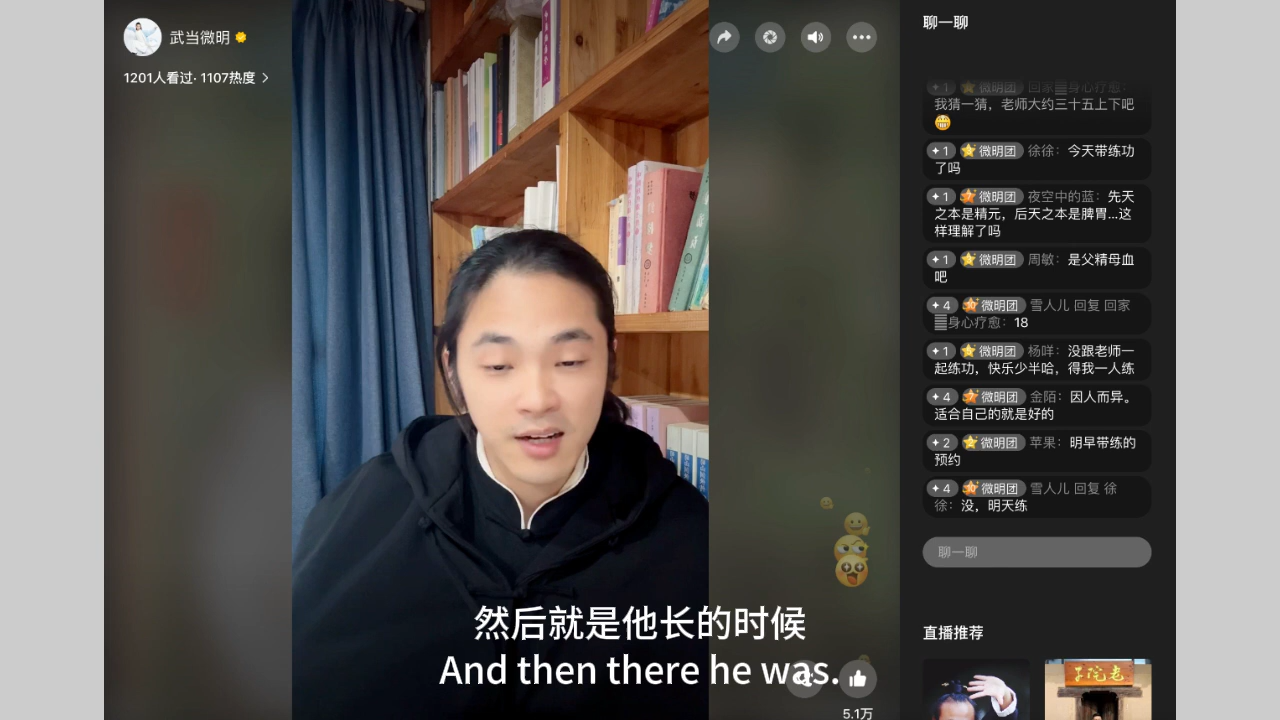 武当微明
1201人看过· 1107热度
然后就是他长的时候
And then there he was.
5.1万
聊一聊
我猜一猜，老师大约三十五上下吧
+1 微明团 徐徐：今天带练功
了吗
+1 微明团 夜空中的蓝：先天
之本是精元，后天之本是脾胃...这
样理解了吗
+1 微明团 周敏：是父精母血
吧
+4 微明团 雪人儿 回复 回家
身心疗愈：18
+1 微明团 杨咩：没跟老师一
起练功，快乐少半哈，得我一人练
+4 微明团 金陌：因人而异。
适合自己的就是好的
+2 微明团 苹果：明早带练的
预约
+4 微明团 雪人儿 回复 徐
徐：没，明天练
聊一聊
直播推荐